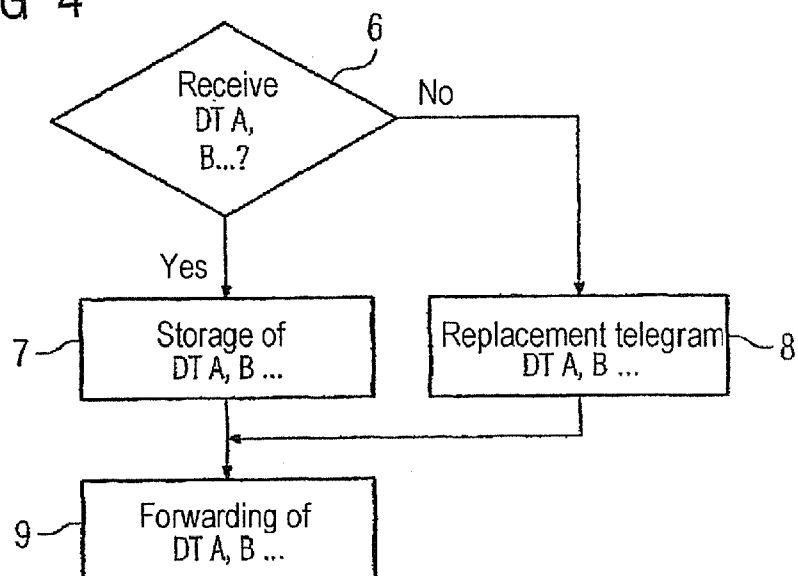 G 4
6
Receive
DT A,
B...?
No
Yes
7
Storage of
DT A, B ...
Replacement telegram
DT A, B ...
8
9
Forwarding of
DT A, B ...